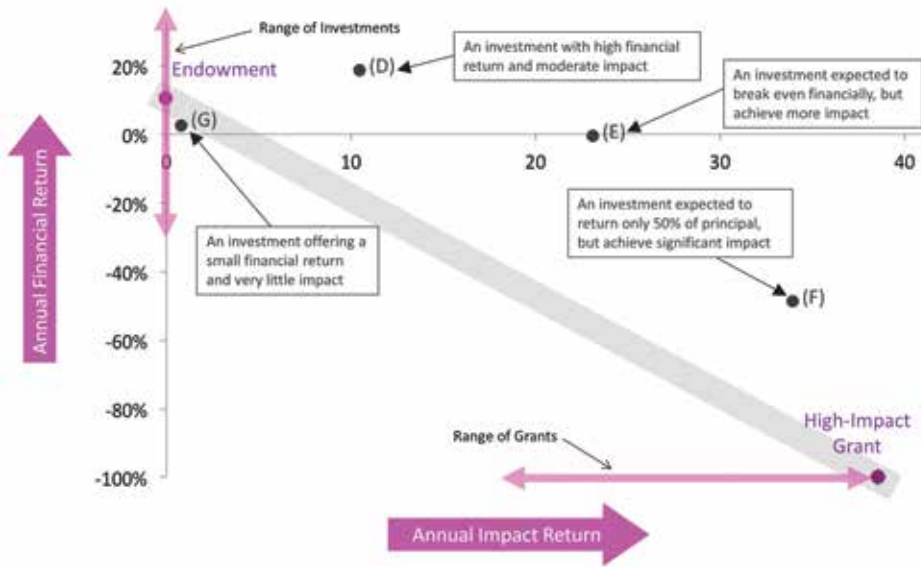 Range of Investments
20%
Endowment
(D)
An investment with high financial
return and moderate impact
An investment expected to
break even financially, but
achieve more impact
(G)
(E)
0%
0
10
20
30
40
-20%
An investment offering a
small financial return
and very little impact
An investment expected to
return only 50% of principal,
but achieve significant impact
-40%
(F)
-60%
-80%
High-Impact
Grant
Range of Grants
-100%
Annual Financial Return
Annual Impact Return